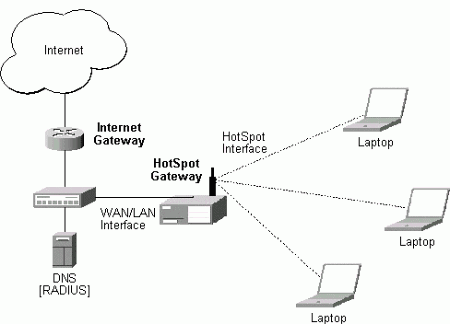 Internet
Internet
Gateway
HotSpot
Gateway
HotSpot
Interface
Laptop
WAN/LAN
Interface
Laptop
DNS
[RADIUS]
Laptop